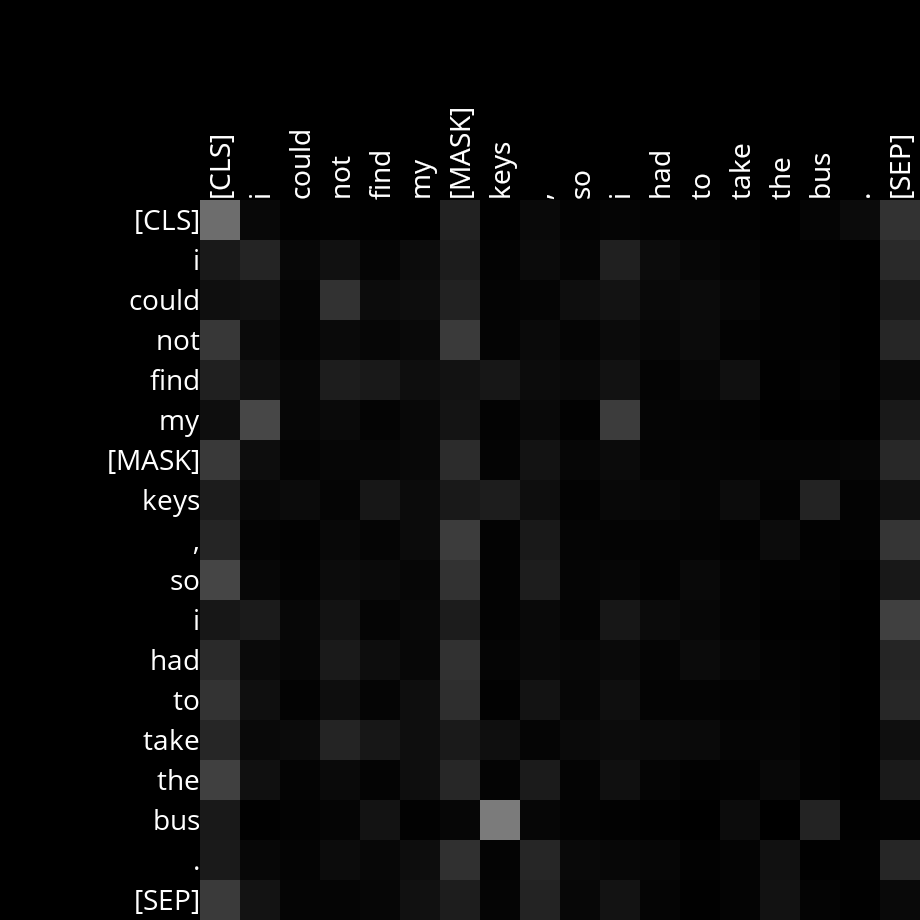 [CLS] i could not find my [MASK] keys , so i had to take the bus . [SEP]
[CLS]
i
could
not
find
my
[MASK]
keys
,
so
i
had
to
take
the
bus
.
[SEP]